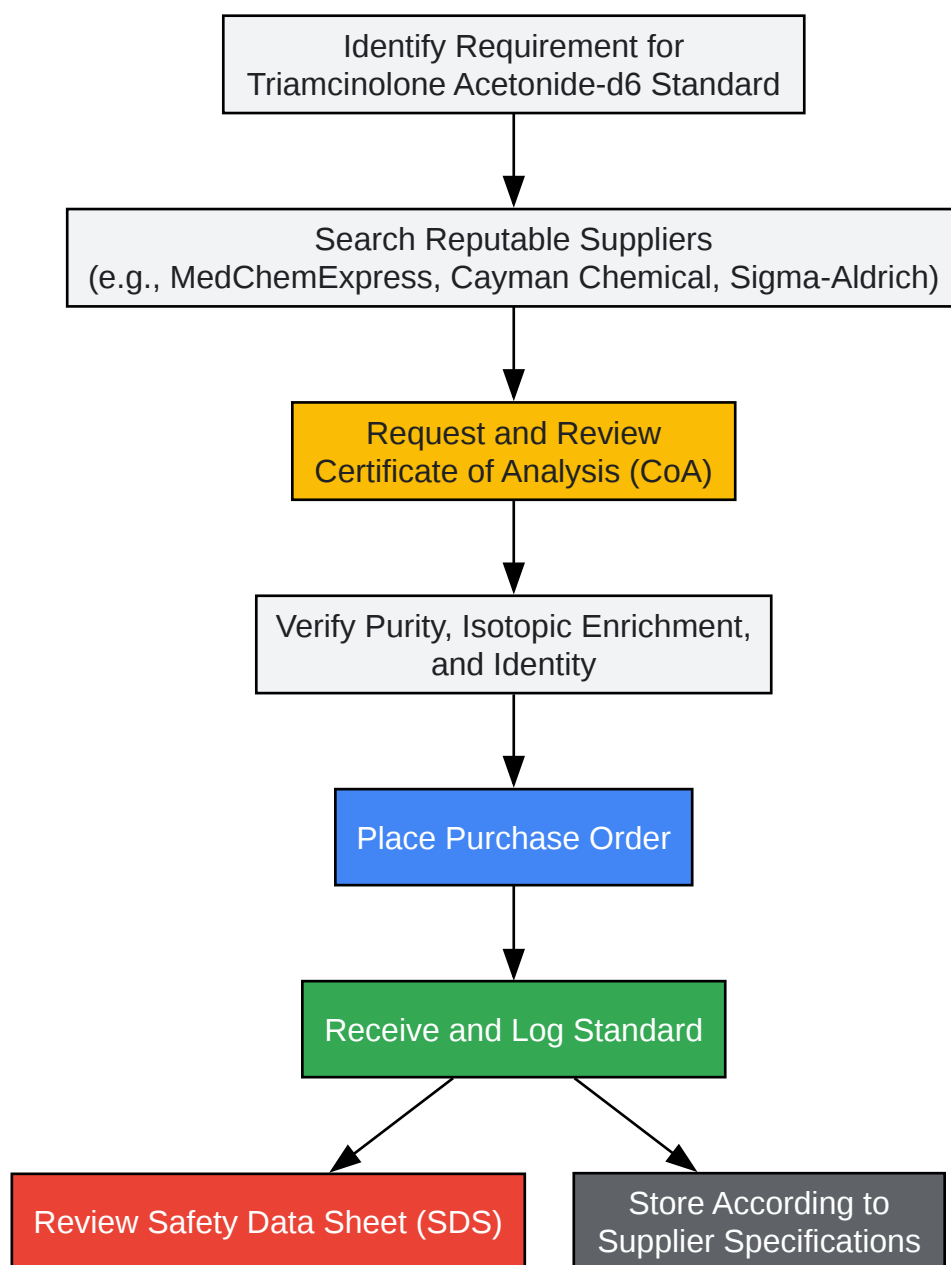 Identify Requirement for
Triamcinolone Acetonide-d6 Standard
Search Reputable Suppliers
(e.g., MedChemExpress, Cayman Chemical, Sigma-Aldrich)
Request and Review
Certificate of Analysis (CoA)
Verify Purity, Isotopic Enrichment,
and Identity
Place Purchase Order
Receive and Log Standard
Review Safety Data Sheet (SDS)
Store According to
Supplier Specifications